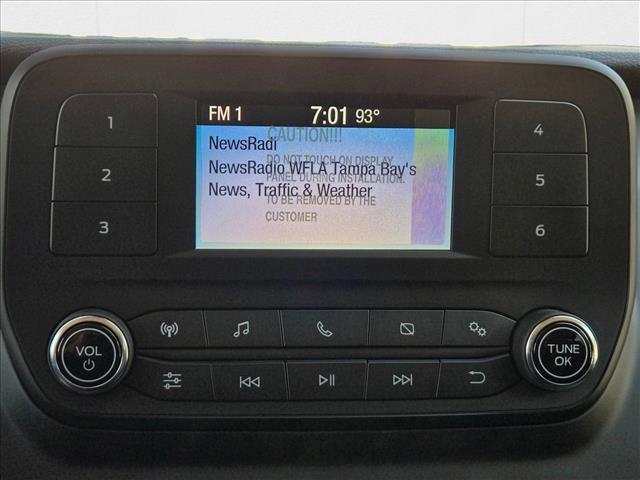 FM 1 7:01 93°
CAUTION!!!
NewsRadi
DO NOT TOUCH ON DISPLAY
NewsRadio WFLA Tampa Bay's
PANEL DURING INSTALLATION.
News, Traffic & Weather
TO BE REMOVED BY THE
CUSTOMER
1
2
3
4
5
6
VOL
TUNE
OK